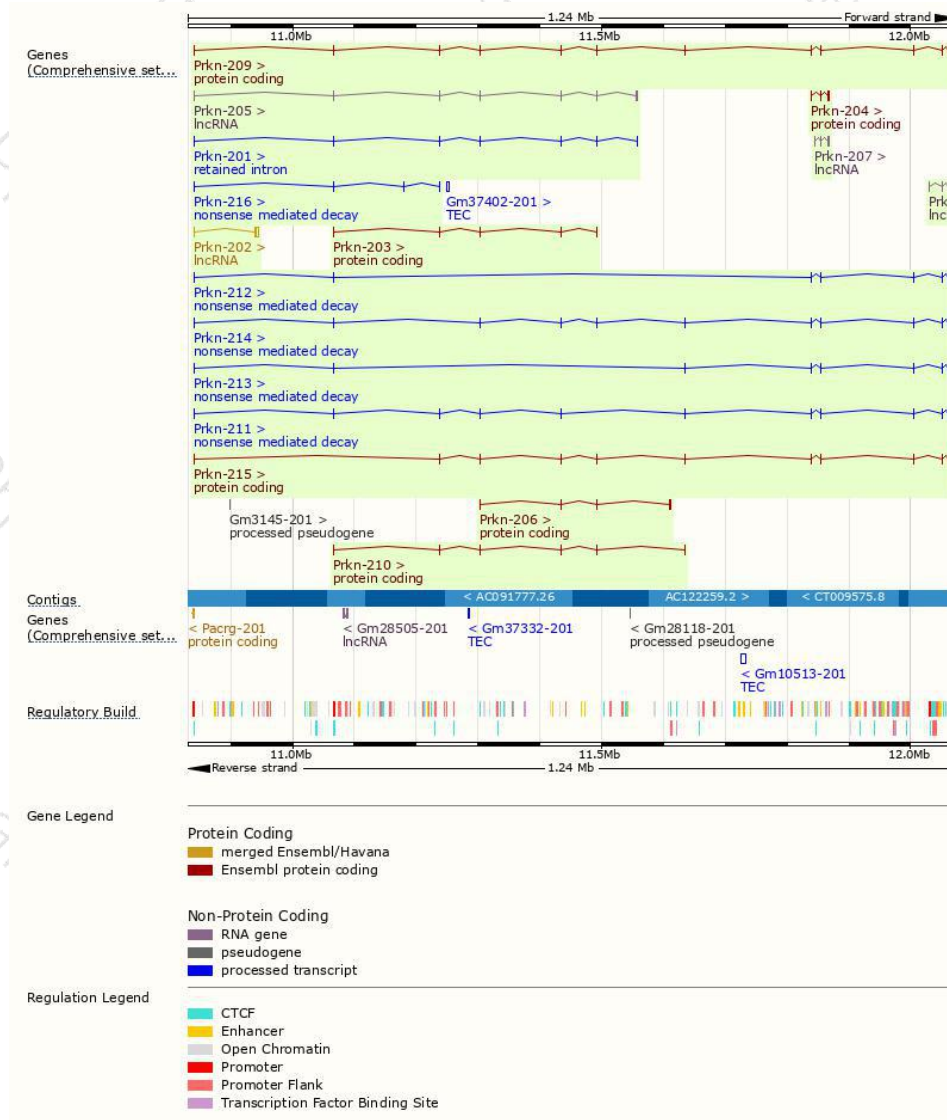 1.24 Mb Forward strand
11.0Mb 11.5Mb 12.0Mb
Genes
(Comprehensive set...
Prkn-209 >
protein coding
Prkn-205 > Prkn-204 >
lncRNA protein coding
Prkn-201 > Prkn-207 >
retained intron lncRNA
Prkn-216 > Gm37402-201 > Prk
nonsense mediated decay TEC lnc
Prkn-202 > Prkn-203 >
lncRNA protein coding
Prkn-212 >
nonsense mediated decay
Prkn-214 >
nonsense mediated decay
Prkn-213 >
nonsense mediated decay
Prkn-211 >
nonsense mediated decay
Prkn-215 >
protein coding
Gm3145-201 > Prkn-206 >
processed pseudogene protein coding
Prkn-210 >
protein coding
Contigs < AC091777.26 AC122259.2 > < CT009575.8
Genes
(Comprehensive set...
< Pacrg-201 < Gm28505-201 < Gm37332-201 < Gm28118-201
protein coding lncRNA TEC processed pseudogene
< Gm10513-201
TEC
Regulatory Build
11.0Mb 11.5Mb 12.0Mb
Reverse strand 1.24 Mb
Gene Legend
Protein Coding
merged Ensembl/Havana
Ensembl protein coding
Non-Protein Coding
RNA gene
pseudogene
processed transcript
Regulation Legend
CTCF
Enhancer
Open Chromatin
Promoter
Promoter Flank
Transcription Factor Binding Site